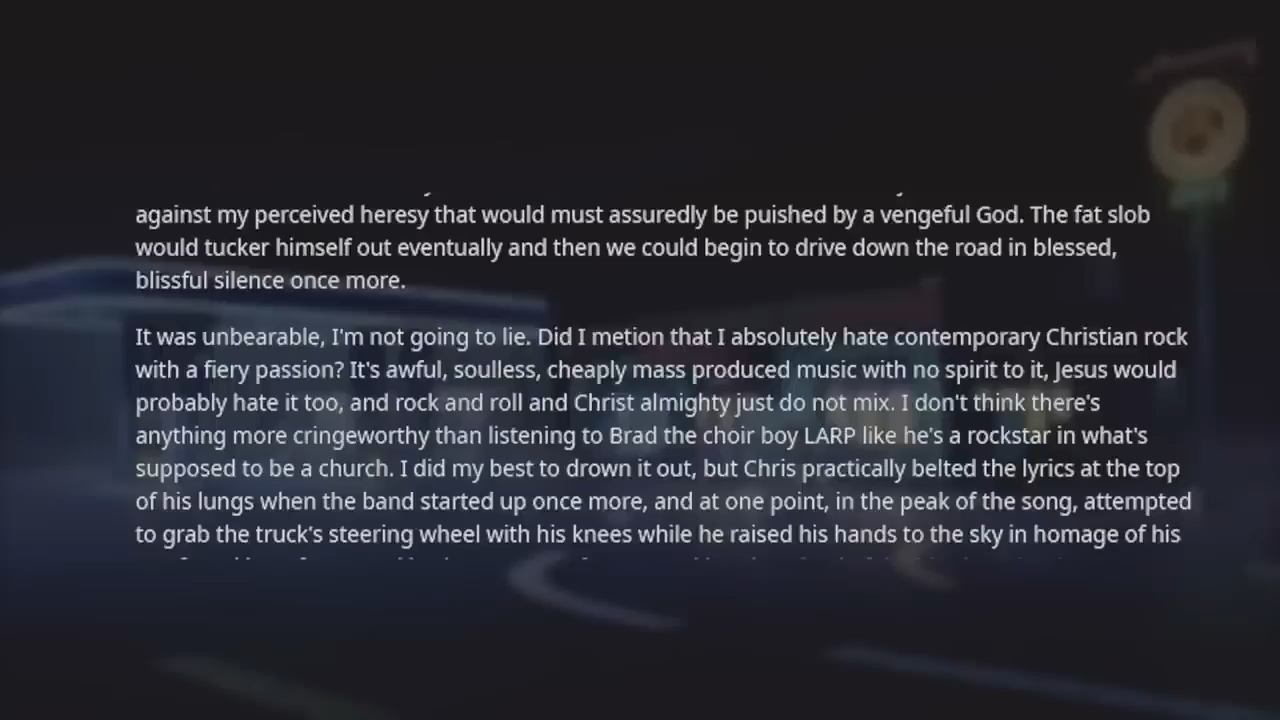 against my perceived heresy that would must assuredly be puished by a vengeful God. The fat slob
would tucker himself out eventually and then we could begin to drive down the road in blessed,
blissful silence once more.
It was unbearable, I'm not going to lie. Did I metion that I absolutely hate contemporary Christian rock
with a fiery passion? It's awful, soulless, cheaply mass produced music with no spirit to it, Jesus would
probably hate it too, and rock and roll and Christ almighty just do not mix. I don't think there's
anything more cringeworthy than listening to Brad the choir boy LARP like he's a rockstar in what's
supposed to be a church. I did my best to drown it out, but Chris practically belted the lyrics at the top
of his lungs when the band started up once more, and at one point, in the peak of the song, attempted
to grab the truck's steering wheel with his knees while he raised his hands to the sky in homage of his